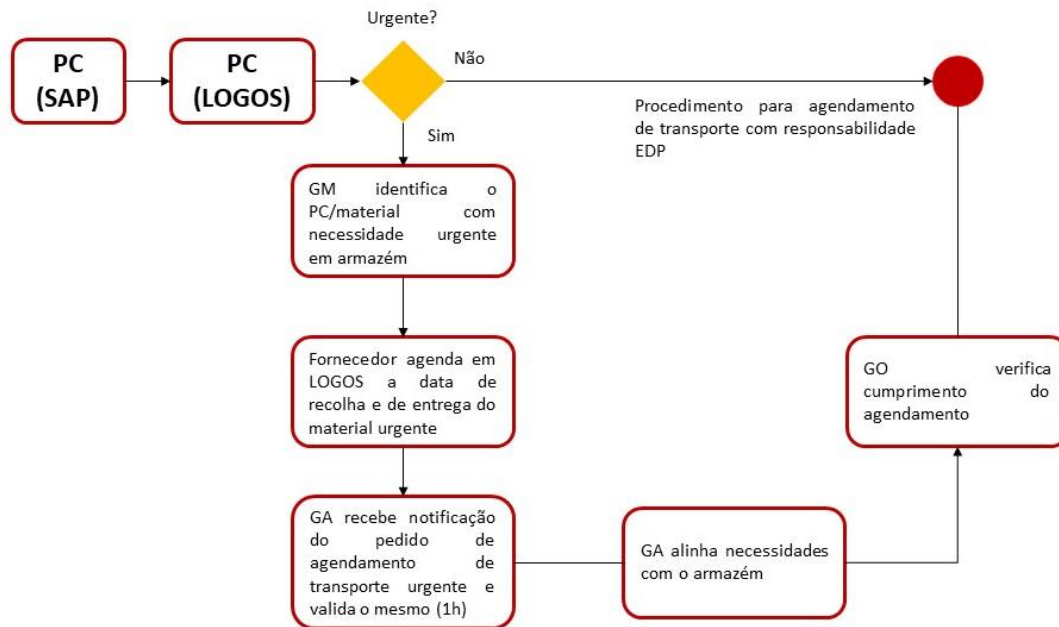 Urgente?
PC
(SAP)
PC
(LOGOS)
Não
Procedimento para agendamento
de transporte com responsabilidade
EDP
Sim
GM identifica o
PC/material com
necessidade urgente
em armazém
Fornecedor agenda em
LOGOS a data de
recolha e de entrega do
material urgente
GO verifica
cumprimento do
agendamento
GA recebe notificação
do pedido de
agendamento de
transporte urgente e
valida o mesmo (1h)
GA alinha necessidades
com o armazém